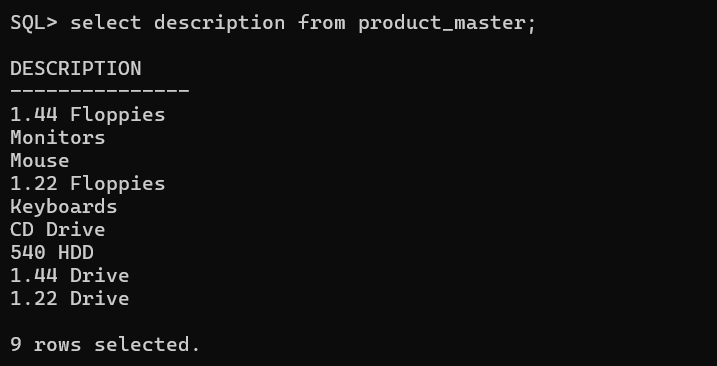 SQL> select description from product_master;
DESCRIPTION
---------------
1.44 Floppies
Monitors
Mouse
1.22 Floppies
Keyboards
CD Drive
540 HDD
1.44 Drive
1.22 Drive
9 rows selected.